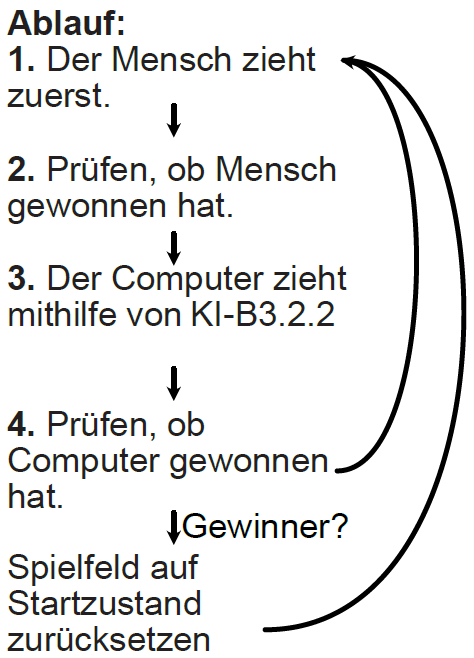 Ablauf:
1. Der Mensch zieht
zuerst.
2. Prüfen, ob Mensch
gewonnen hat.
3. Der Computer zieht
mithilfe von KI-B3.2.2
4. Prüfen, ob
Computer gewonnen
hat.
Gewinner?
Spielfeld auf
Startzustand
zurücksetzen